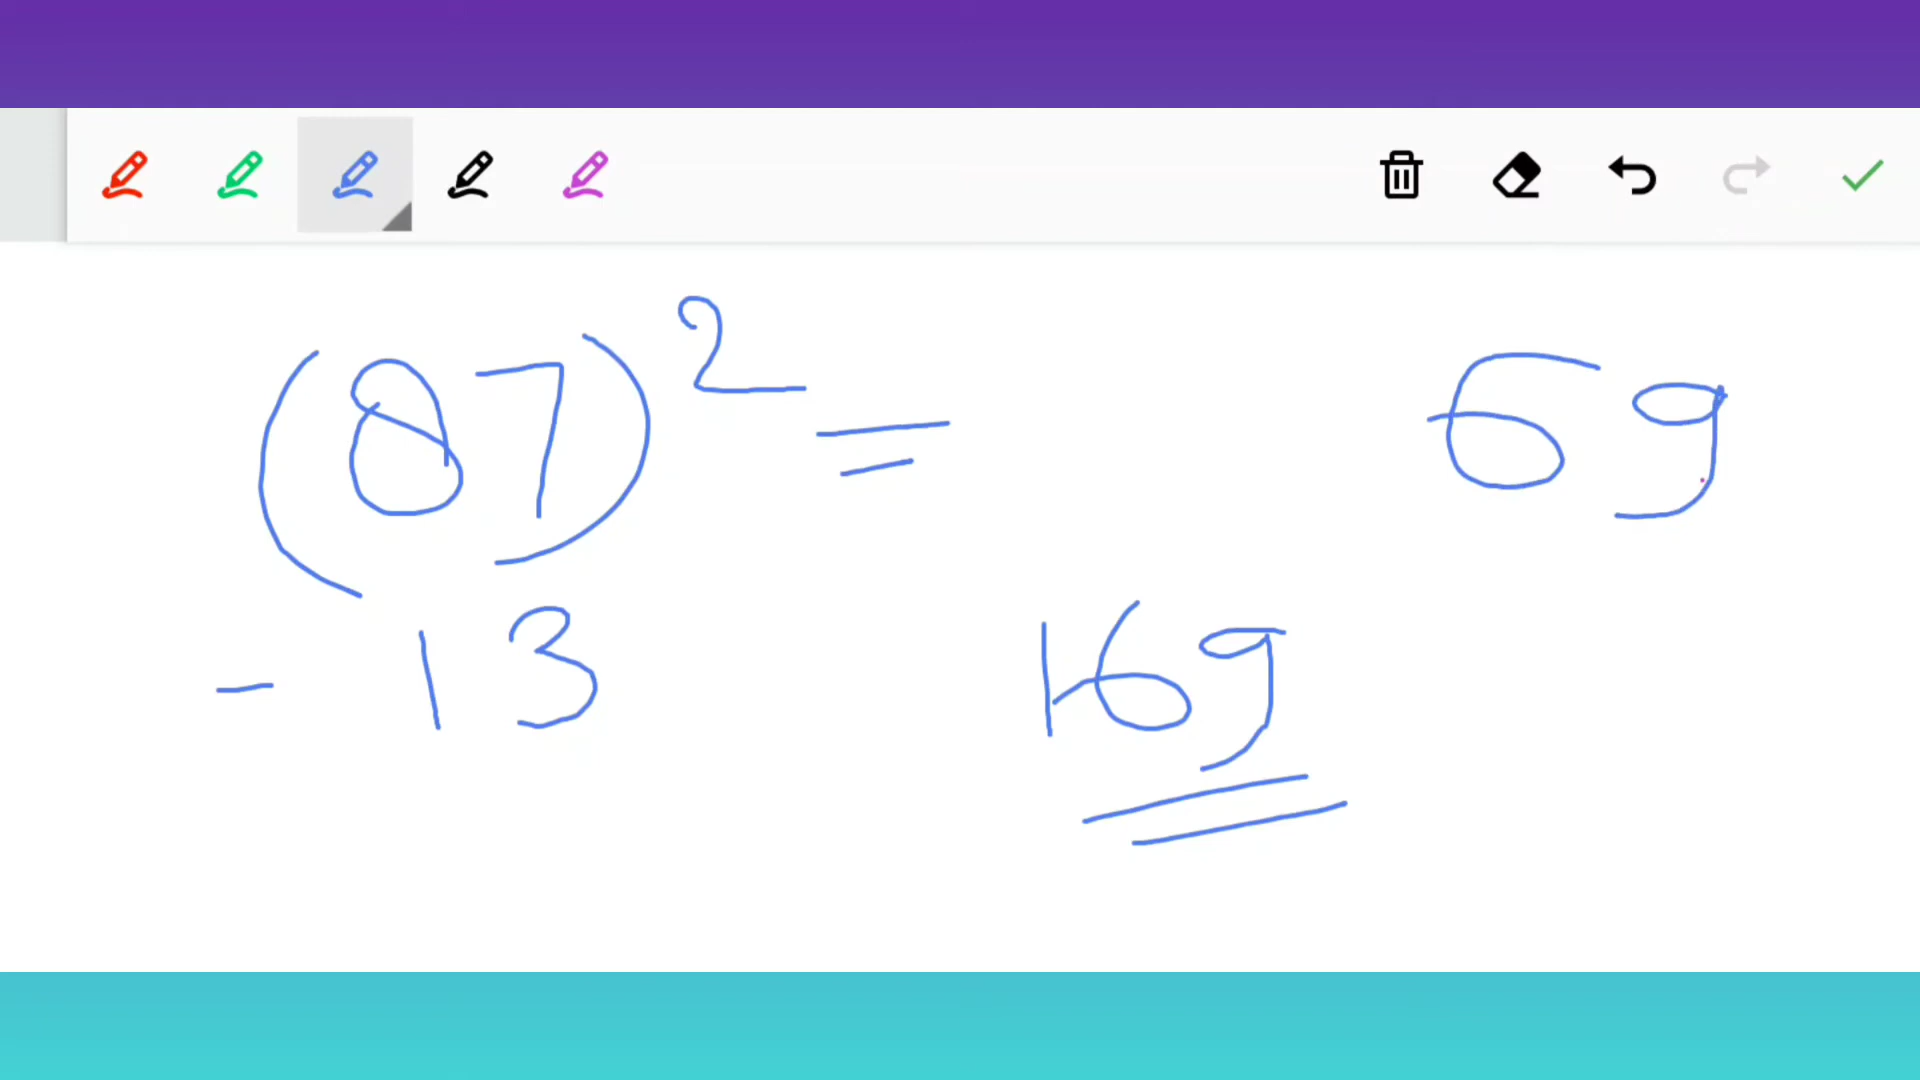 (87)² = 69
- 13 169